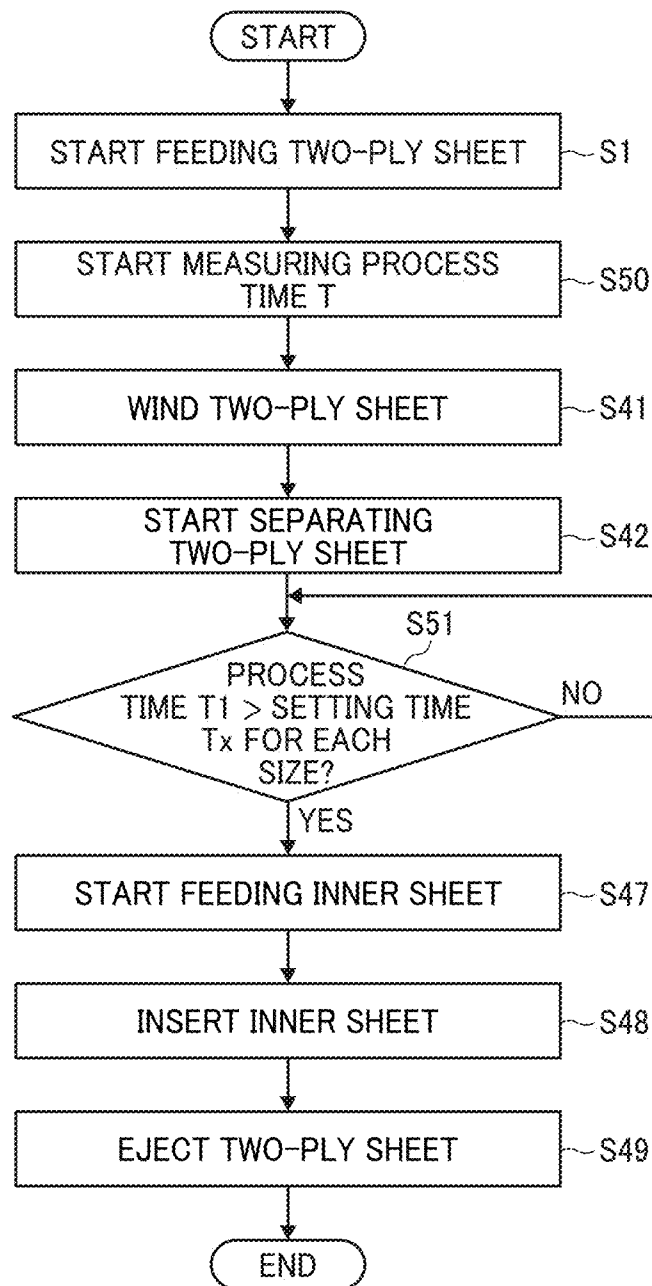 START
START FEEDING TWO-PLY SHEET
S1
START MEASURING PROCESS
TIME T
S50
WIND TWO-PLY SHEET
S41
START SEPARATING
TWO-PLY SHEET
S42
S51
PROCESS
TIME T1 > SETTING TIME
Tx FOR EACH
SIZE?
NO
YES
START FEEDING INNER SHEET
S47
INSERT INNER SHEET
S48
EJECT TWO-PLY SHEET
S49
END